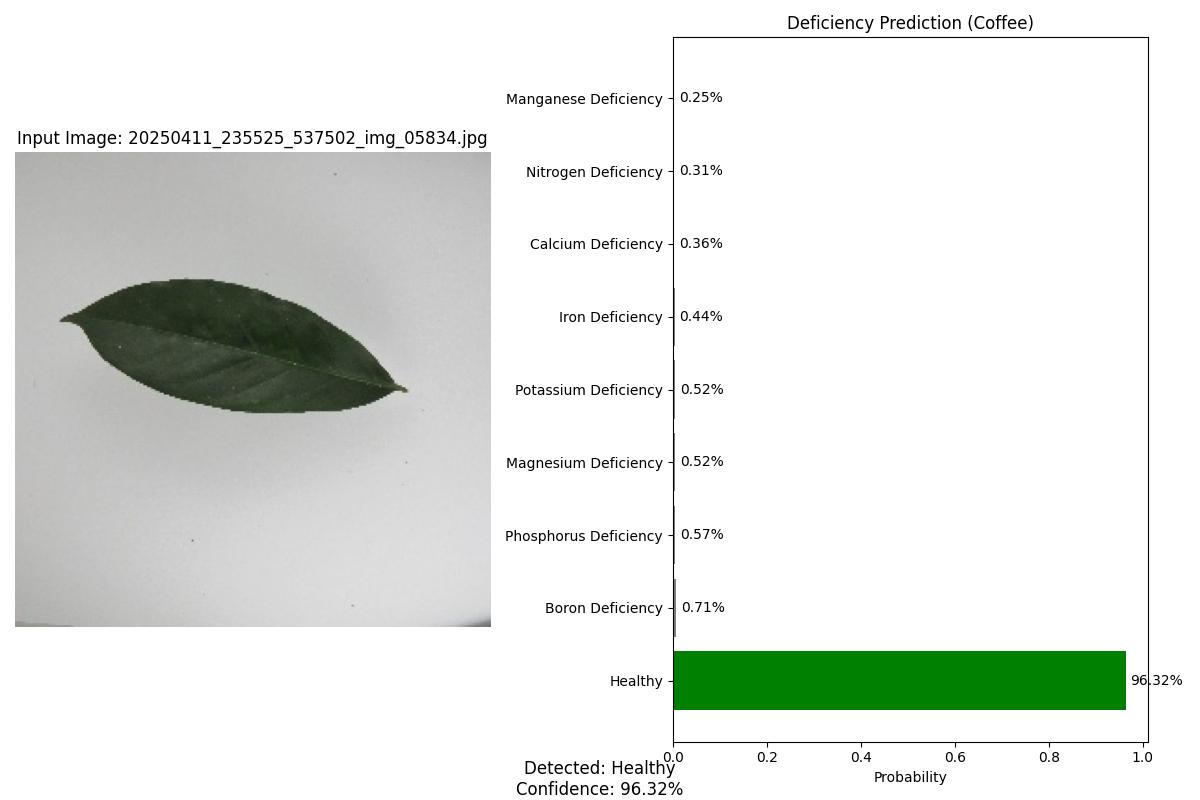 Input Image: 20250411_235525_537502_img_05834.jpg
Deficiency Prediction (Coffee)
Manganese Deficiency 0.25%
Nitrogen Deficiency 0.31%
Calcium Deficiency 0.36%
Iron Deficiency 0.44%
Potassium Deficiency 0.52%
Magnesium Deficiency 0.52%
Phosphorus Deficiency 0.57%
Boron Deficiency 0.71%
Healthy 96.32%
0.0 0.2 0.4 0.6 0.8 1.0
Probability
Detected: Healthy
Confidence: 96.32%